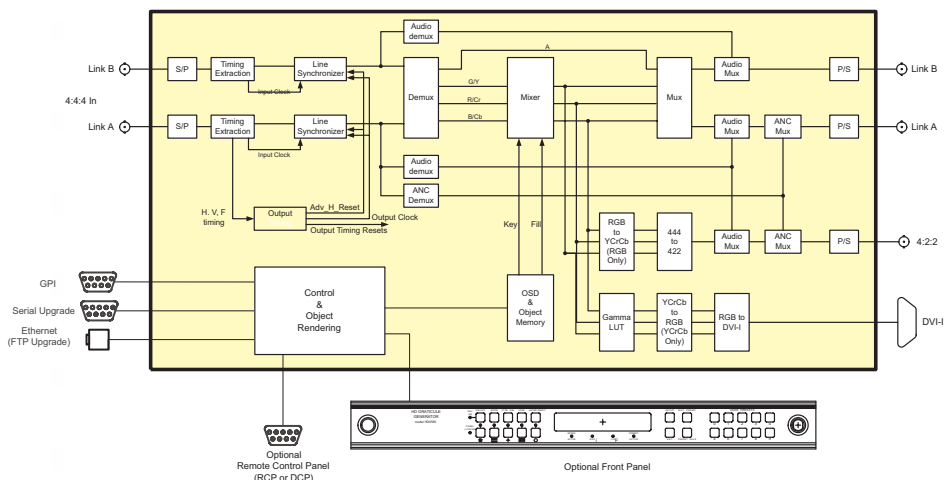 Audio
demux
A
Link B
S/P
Timing
Extraction
Line
Synchronizer
Input Clock
Audio
Mux
P/S
Link B
G/Y
R/Cr
B/Cb
Demux
Mixer
Mux
4:4:4 In
Link A
S/P
Timing
Extraction
Line
Synchronizer
Input Clock
Audio
Mux
ANC
Mux
P/S
Link A
Audio
demux
ANC
Demux
H. V, F
timing
Output
Adv_H_Reset
Output Clock
Output Timing Resets
Key
Fill
RGB
to
YCrCb
(RGB
Only)
444
to
422
Audio
Mux
ANC
Mux
P/S
4:2:2
GPI
Serial Upgrade
Ethernet
(FTP Upgrade)
Control
&
Object
Rendering
OSD
&
Object
Memory
Gamma
LUT
YCrCb
to
RGB
(YCrCb
Only)
RGB to
DVI-I
DVI-I
HD GRATICULE
GENERATOR
Optional
Remote Control Panel
(RCP or DCP)
Optional Front Panel